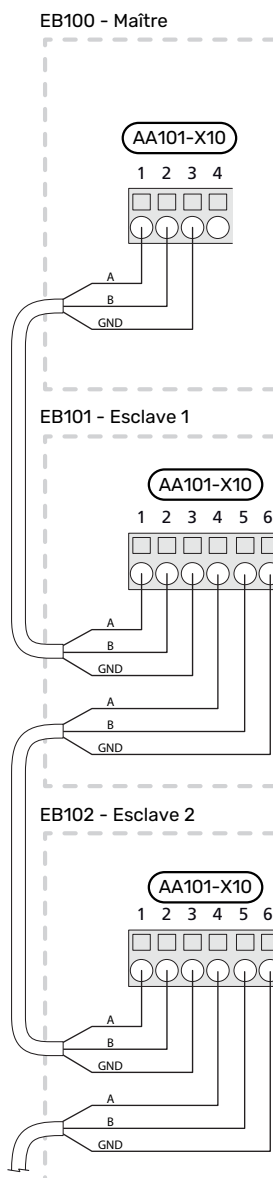 EB100 - Maître
AA101-X10
1 2 3 4
A
B
GND
EB101 - Esclave 1
AA101-X10
1 2 3 4 5 6
A
B
GND
A
B
GND
EB102 - Esclave 2
AA101-X10
1 2 3 4 5 6
A
B
GND
A
B
GND